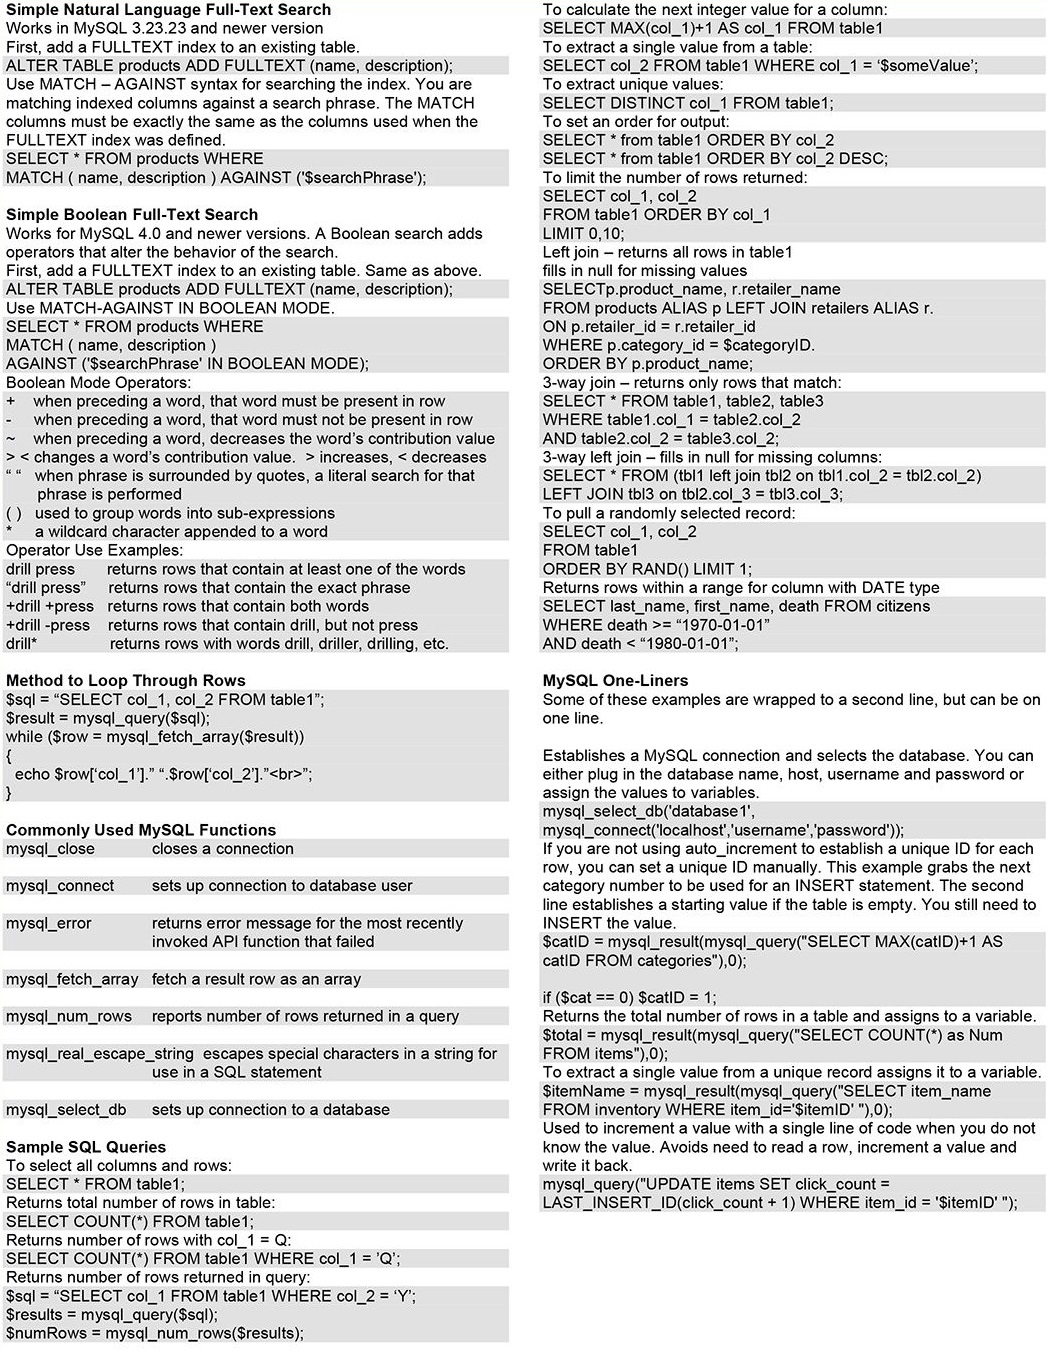 Simple Natural Language Full-Text Search
Works in MySQL 3.23.23 and newer version
First, add a FULLTEXT index to an existing table.
ALTER TABLE products ADD FULLTEXT (name, description);
Use MATCH – AGAINST syntax for searching the index. You are
matching indexed columns against a search phrase. The MATCH
columns must be exactly the same as the columns used when the
FULLTEXT index was defined.
SELECT * FROM products WHERE
MATCH ( name, description ) AGAINST ('$searchPhrase');
Simple Boolean Full-Text Search
Works for MySQL 4.0 and newer versions. A Boolean search adds
operators that alter the behavior of the search.
First, add a FULLTEXT index to an existing table. Same as above.
ALTER TABLE products ADD FULLTEXT (name, description);
Use MATCH-AGAINST IN BOOLEAN MODE.
SELECT * FROM products WHERE
MATCH ( name, description )
AGAINST ('$searchPhrase' IN BOOLEAN MODE);
Boolean Mode Operators:
+ when preceding a word, that word must be present in row
- when preceding a word, that word must not be present in row
~ when preceding a word, decreases the word’s contribution value
> < changes a word’s contribution value. > increases, < decreases
“ “ when phrase is surrounded by quotes, a literal search for that
phrase is performed
( ) used to group words into sub-expressions
* a wildcard character appended to a word
Operator Use Examples:
drill press returns rows that contain at least one of the words
“drill press” returns rows that contain the exact phrase
+drill +press returns rows that contain both words
+drill -press returns rows that contain drill, but not press
drill* returns rows with words drill, driller, drilling, etc.
Method to Loop Through Rows
$sql = “SELECT col_1, col_2 FROM table1”;
$result = mysql_query($sql);
while ($row = mysql_fetch_array($result))
{
echo $row[‘col_1’].” “.$row[‘col_2’].”<br>”;
}
Commonly Used MySQL Functions
mysql_close closes a connection
mysql_connect sets up connection to database user
mysql_error returns error message for the most recently
invoked API function that failed
mysql_fetch_array fetch a result row as an array
mysql_num_rows reports number of rows returned in a query
mysql_real_escape_string escapes special characters in a string for
use in a SQL statement
mysql_select_db sets up connection to a database
Sample SQL Queries
To select all columns and rows:
SELECT * FROM table1;
Returns total number of rows in table:
SELECT COUNT(*) FROM table1;
Returns number of rows with col_1 = Q:
SELECT COUNT(*) FROM table1 WHERE col_1 = ’Q’;
Returns number of rows returned in query:
$sql = “SELECT col_1 FROM table1 WHERE col_2 = ‘Y’;
$results = mysql_query($sql);
$numRows = mysql_num_rows($results);
To calculate the next integer value for a column:
SELECT MAX(col_1)+1 AS col_1 FROM table1
To extract a single value from a table:
SELECT col_2 FROM table1 WHERE col_1 = ‘$someValue’;
To extract unique values:
SELECT DISTINCT col_1 FROM table1;
To set an order for output:
SELECT * from table1 ORDER BY col_2
SELECT * from table1 ORDER BY col_2 DESC;
To limit the number of rows returned:
SELECT col_1, col_2
FROM table1 ORDER BY col_1
LIMIT 0,10;
Left join – returns all rows in table1
fills in null for missing values
SELECTp.product_name, r.retailer_name
FROM products ALIAS p LEFT JOIN retailers ALIAS r.
ON p.retailer_id = r.retailer_id
WHERE p.category_id = $categoryID.
ORDER BY p.product_name;
3-way join – returns only rows that match:
SELECT * FROM table1, table2, table3
WHERE table1.col_1 = table2.col_2
AND table2.col_2 = table3.col_2;
3-way left join – fills in null for missing columns:
SELECT * FROM (tbl1 left join tbl2 on tbl1.col_2 = tbl2.col_2)
LEFT JOIN tbl3 on tbl2.col_3 = tbl3.col_3;
To pull a randomly selected record:
SELECT col_1, col_2
FROM table1
ORDER BY RAND() LIMIT 1;
Returns rows within a range for column with DATE type
SELECT last_name, first_name, death FROM citizens
WHERE death >= “1970-01-01”
AND death < “1980-01-01”;
MySQL One-Liners
Some of these examples are wrapped to a second line, but can be on
one line.
Establishes a MySQL connection and selects the database. You can
either plug in the database name, host, username and password or
assign the values to variables.
mysql_select_db('database1',
mysql_connect('localhost','username','password'));
If you are not using auto_increment to establish a unique ID for each
row, you can set a unique ID manually. This example grabs the next
category number to be used for an INSERT statement. The second
line establishes a starting value if the table is empty. You still need to
INSERT the value.
$catID = mysql_result(mysql_query("SELECT MAX(catID)+1 AS
catID FROM categories"),0);
if ($cat == 0) $catID = 1;
Returns the total number of rows in a table and assigns to a variable.
$total = mysql_result(mysql_query("SELECT COUNT(*) as Num
FROM items"),0);
To extract a single value from a unique record assigns it to a variable.
$itemName = mysql_result(mysql_query("SELECT item_name
FROM inventory WHERE item_id='$itemID' "),0);
Used to increment a value with a single line of code when you do not
know the value. Avoids need to read a row, increment a value and
write it back.
mysql_query("UPDATE items SET click_count =
LAST_INSERT_ID(click_count + 1) WHERE item_id = '$itemID' ");